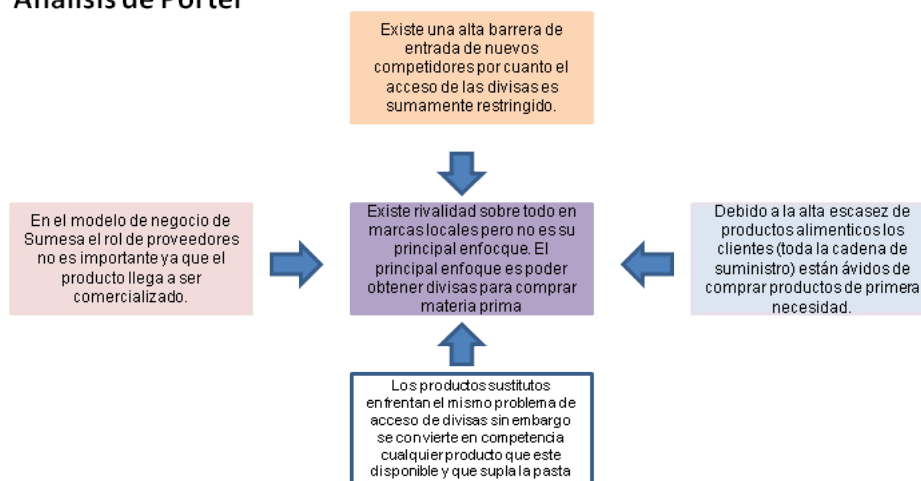 Análisis de Porter
Existe una alta barrera de
entrada de nuevos
competidores por cuanto el
acceso de las divisas es
sumamente restringido.
En el modelo de negocio de
Sumesa el rol de proveedores
no es importante ya que el
producto llega a ser
comercializado.
Existe rivalidad sobre todo en
marcas locales pero no es su
principal enfocque. El
principal enfoque es poder
obtener divisas para comprar
materia prima
Debido a la alta escasez de
productos alimenticos los
clientes (toda la cadena de
suministro) están ávidos de
comprar productos de primera
necesidad.
Los productos sustitutos
enfrentan el mismo problema de
acceso de divisas sin embargo
se convierte en competencia
cualquier producto que este
disponible y que supla la pasta